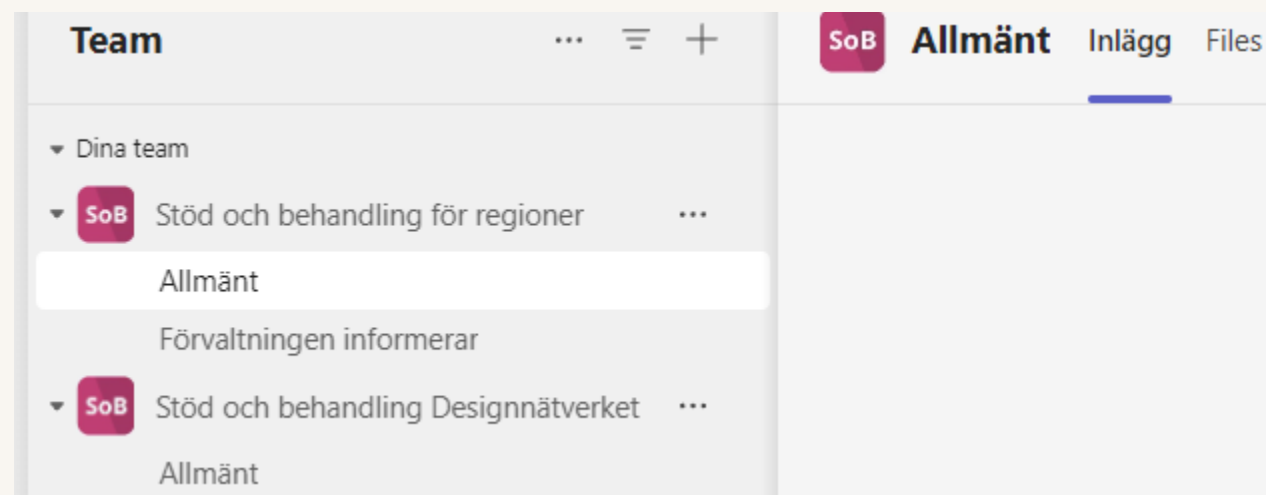 Team
SoB Allmänt Inlägg Files
Dina team
SoB Stöd och behandling för regioner
Allmänt
Förvaltningen informerar
SoB Stöd och behandling Designnätverket
Allmänt